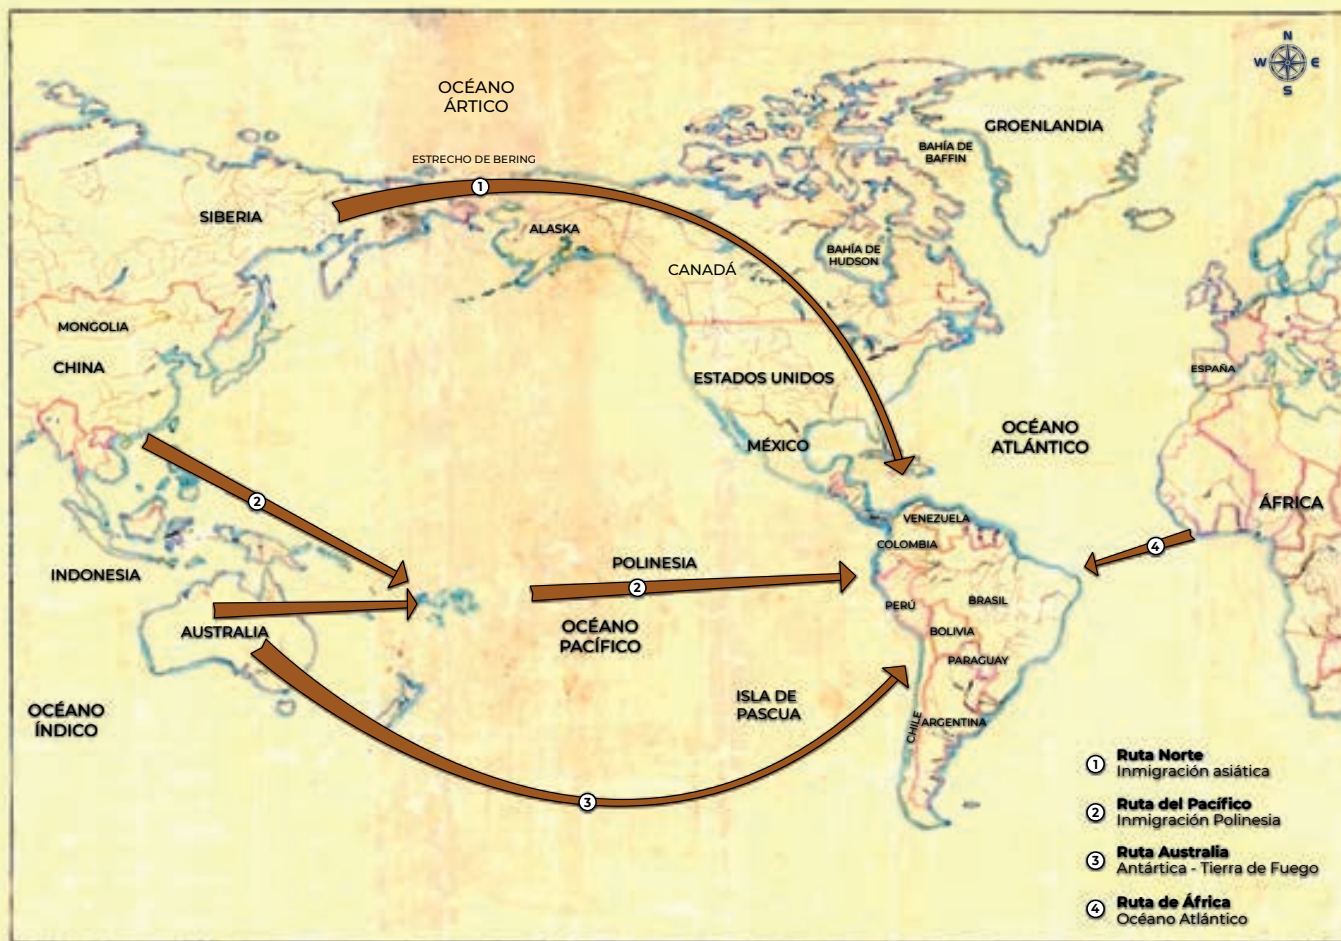 N
W E
S
OCÉANO
ÁRTICO
GROENLANDIA
BAHÍA DE
BAFFIN
ESTRECHO DE BERING
1
SIBERIA
ALASKA
BAHÍA DE
HUDSON
CANADÁ
MONGOLIA
CHINA
ESPAÑA
ESTADOS UNIDOS
OCÉANO
ATLÁNTICO
MÉXICO
2
ÁFRICA
VENEZUELA
COLOMBIA
4
INDONESIA
POLINESIA
2
PERÚ
BRASIL
AUSTRALIA
OCÉANO
PACÍFICO
BOLIVIA
PARAGUAY
ISLA DE
PASCUA
OCÉANO
ÍNDICO
CHILE
ARGENTINA
3
1 Ruta Norte
Inmigración asiática
2 Ruta del Pacífico
Inmigración Polinesia
3 Ruta Australia
Antártica - Tierra de Fuego
4 Ruta de África
Océano Atlántico